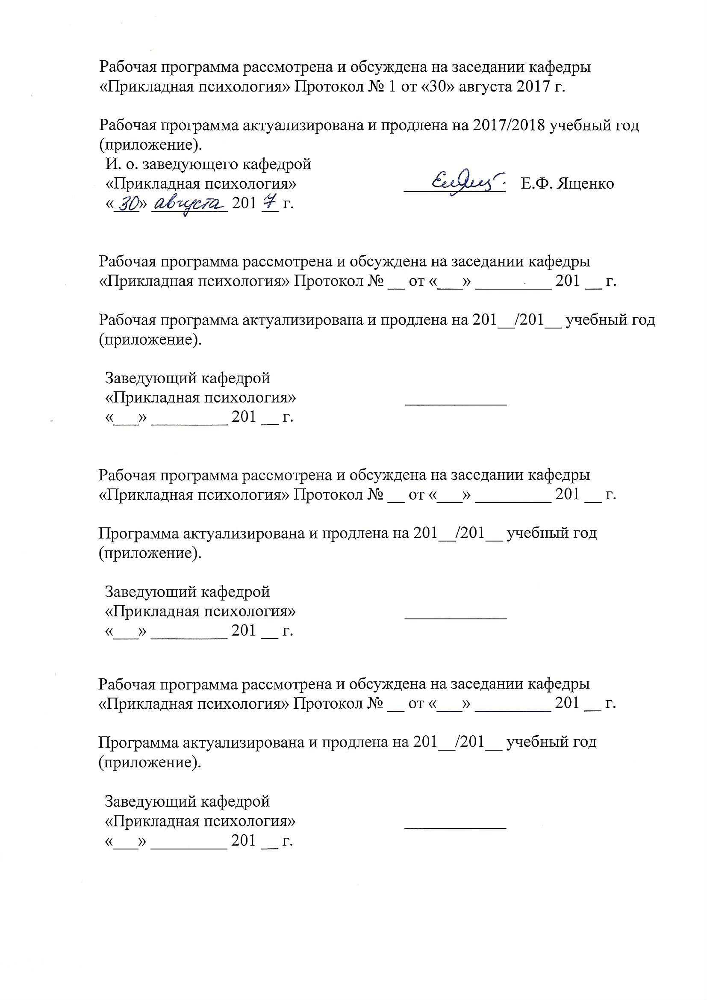 Рабочая программа рассмотрена и обсуждена на заседании кафедры
«Прикладная психология» Протокол № 1 от «30» августа 2017 г.
Рабочая программа актуализирована и продлена на 2017/2018 учебный год
(приложение).
И. о. заведующего кафедрой
«Прикладная психология» ____________ Е.Ф. Ященко
«30» августа 2017 г.
Рабочая программа рассмотрена и обсуждена на заседании кафедры
«Прикладная психология» Протокол № __ от «___» _________ 201 __ г.
Рабочая программа актуализирована и продлена на 201__/201__ учебный год
(приложение).
Заведующий кафедрой
«Прикладная психология» ____________
«___» _________ 201 __ г.
Рабочая программа рассмотрена и обсуждена на заседании кафедры
«Прикладная психология» Протокол № __ от «___» _________ 201 __ г.
Программа актуализирована и продлена на 201__/201__ учебный год
(приложение).
Заведующий кафедрой
«Прикладная психология» ____________
«___» _________ 201 __ г.
Рабочая программа рассмотрена и обсуждена на заседании кафедры
«Прикладная психология» Протокол № __ от «___» _________ 201 __ г.
Программа актуализирована и продлена на 201__/201__ учебный год
(приложение).
Заведующий кафедрой
«Прикладная психология» ____________
«___» _________ 201 __ г.